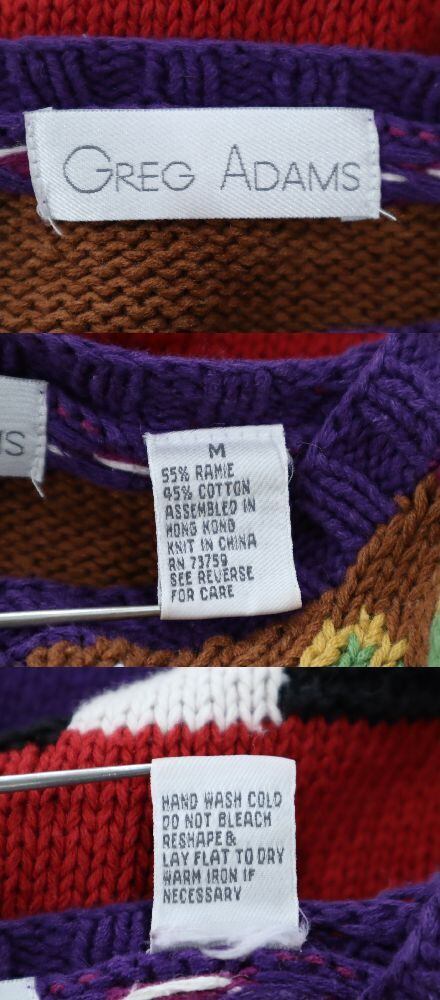 GREG ADAMS
US
M
55% RAMIE
45% COTTON
ASSEMBLED IN
HONG KONG
KNIT IN CHINA
RN 73759
SEE REVERSE
FOR CARE
HAND WASH COLD
DO NOT BLEACH
RESHAPE &
LAY FLAT TO DRY
WARM IRON IF
NECESSARY